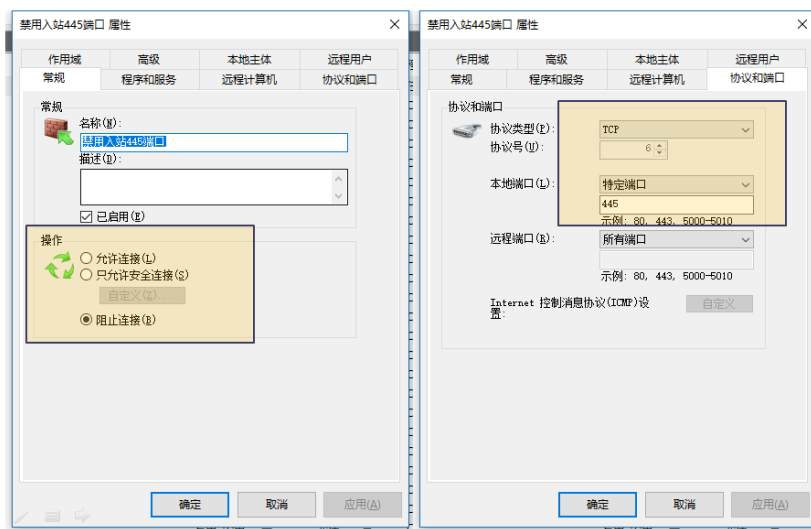 禁用入站445端口 属性
作用域 高级 本地主体 远程用户
常规 程序和服务 远程计算机 协议和端口
常规
名称(N):
禁用入站445端口
描述(D):
已启用(E)
操作
允许连接(L)
只允许安全连接(S)
自定义(Z)...
阻止连接(B)
确定 取消 应用(A)
禁用入站445端口 属性
作用域 高级 本地主体 远程用户
常规 程序和服务 远程计算机 协议和端口
协议和端口
协议类型(P): TCP
协议号(U): 6
本地端口(L): 特定端口
445
示例: 80, 443, 5000-5010
远程端口(R): 所有端口
示例: 80, 443, 5000-5010
Internet 控制消息协议(ICMP)设 自定义
置:
确定 取消 应用(A)